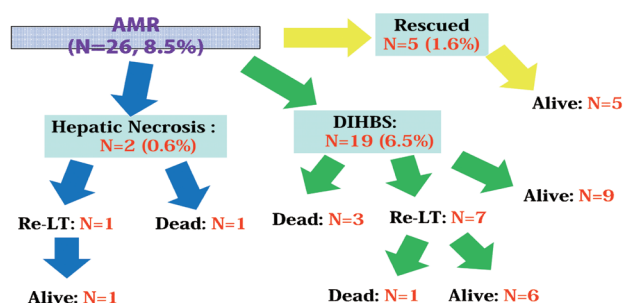 AMR
(N=26, 8.5%)
Rescued
N=5 (1.6%)
Alive: N=5
Hepatic Necrosis :
N=2 (0.6%)
DIHBS:
N=19 (6.5%)
Re-LT: N=1
Dead: N=1
Dead: N=3
Re-LT: N=7
Alive: N=9
Alive: N=1
Dead: N=1
Alive: N=6